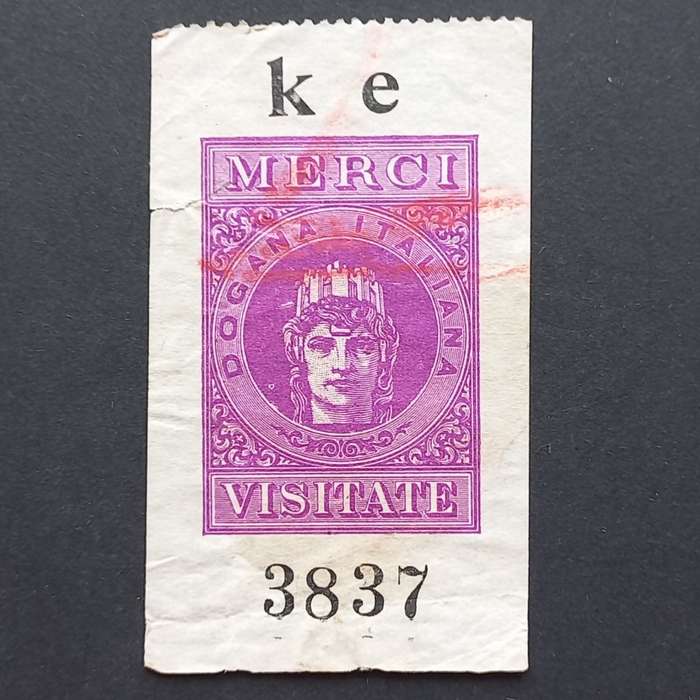 k e
MERCI
DOGANA ITALIANA
VISITATE
3837